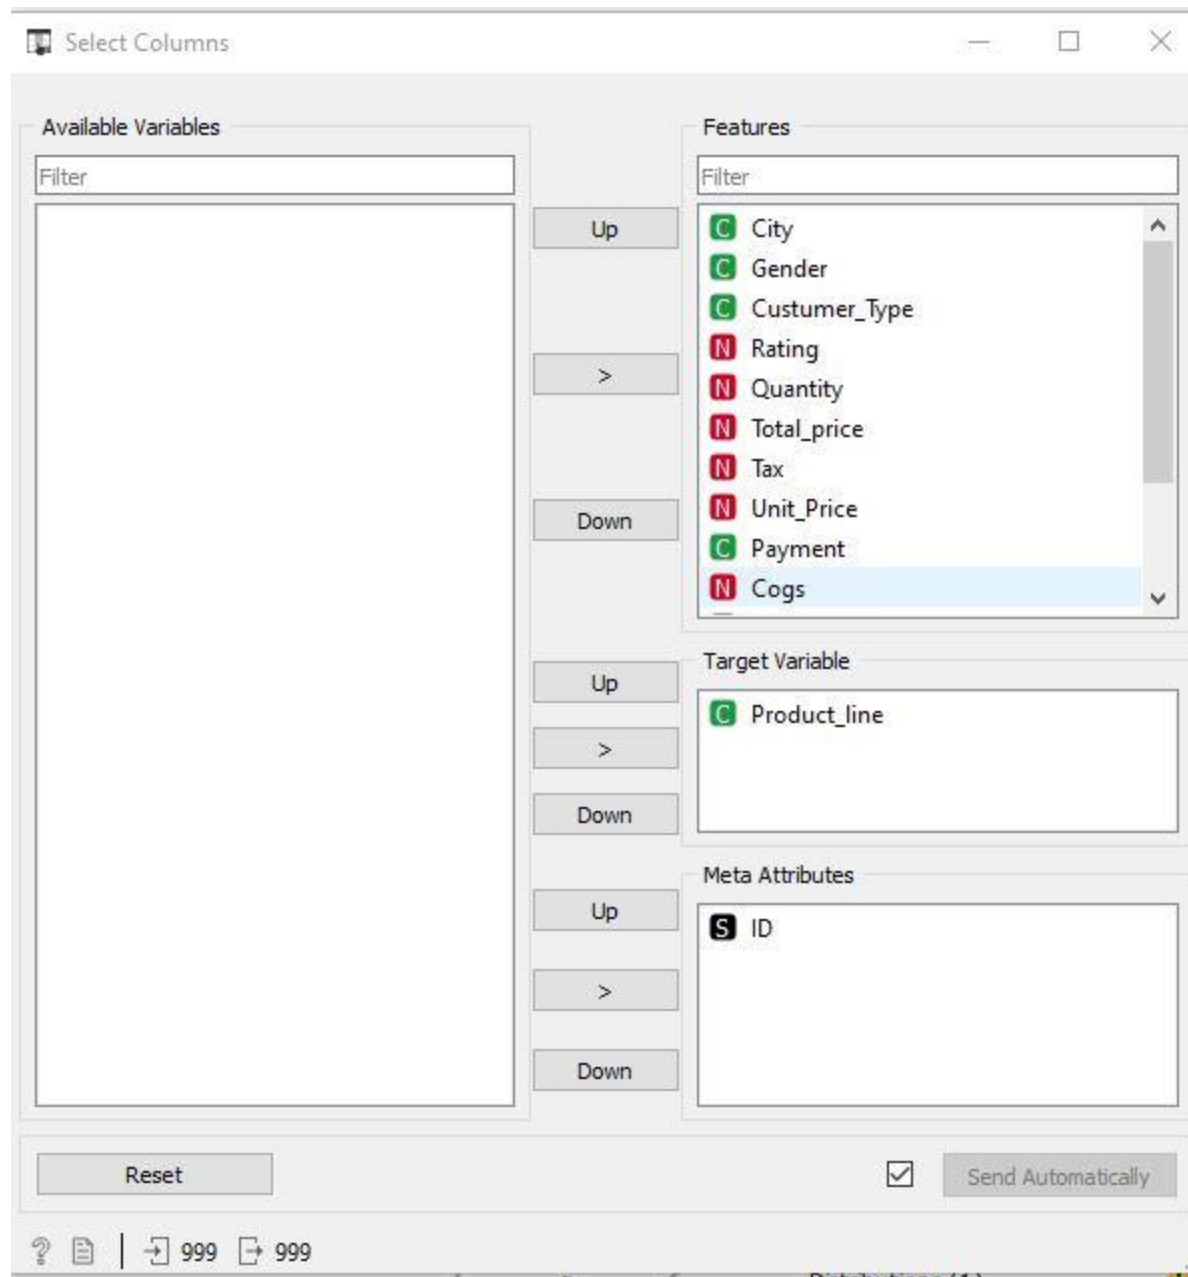 Select Columns
Available Variables
Filter
Up
>
Down
Up
>
Down
Up
>
Down
Features
Filter
C City
C Gender
C Custumer_Type
N Rating
N Quantity
N Total_price
N Tax
N Unit_Price
C Payment
N Cogs
Target Variable
C Product_line
Meta Attributes
S ID
Reset
Send Automatically
? 999 999